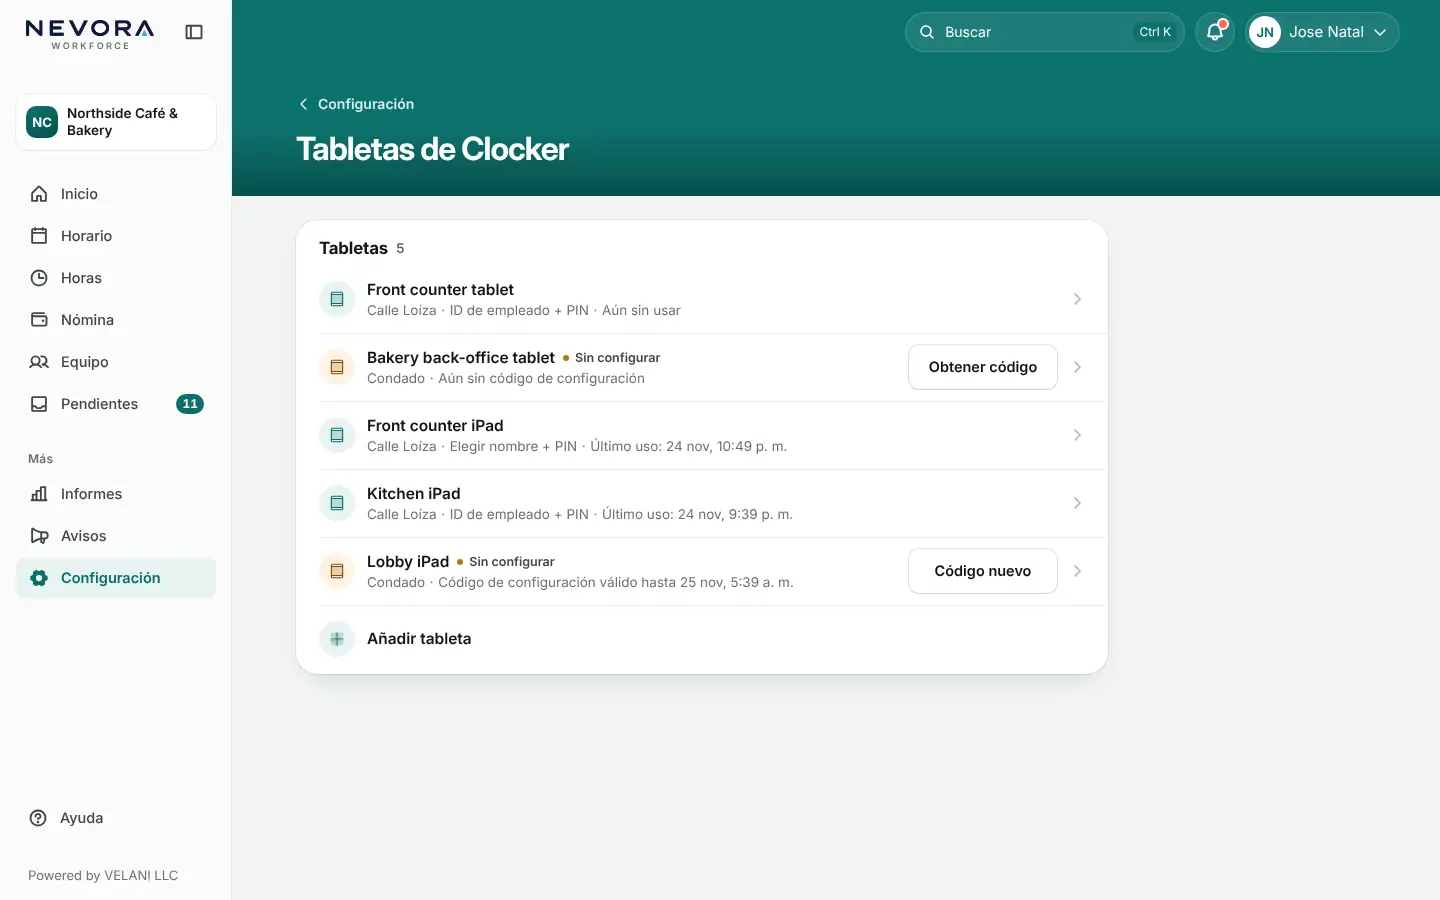 NEVORA
WORKFORCE
Buscar
Ctrl K
JN
Jose Natal
NC
Northside Café &
Bakery
Inicio
Horario
Horas
Nómina
Equipo
Pendientes
11
Más
Informes
Avisos
Configuración
Ayuda
Powered by VELANI LLC
Configuración
Tabletas de Clocker
Tabletas 5
Front counter tablet
Calle Loíza · ID de empleado + PIN · Aún sin usar
Bakery back-office tablet
Sin configurar
Condado · Aún sin código de configuración
Obtener código
Front counter iPad
Calle Loíza · Elegir nombre + PIN · Último uso: 24 nov, 10:49 p. m.
Kitchen iPad
Calle Loíza · ID de empleado + PIN · Último uso: 24 nov, 9:39 p. m.
Lobby iPad
Sin configurar
Condado · Código de configuración válido hasta 25 nov, 5:39 a. m.
Código nuevo
Añadir tableta